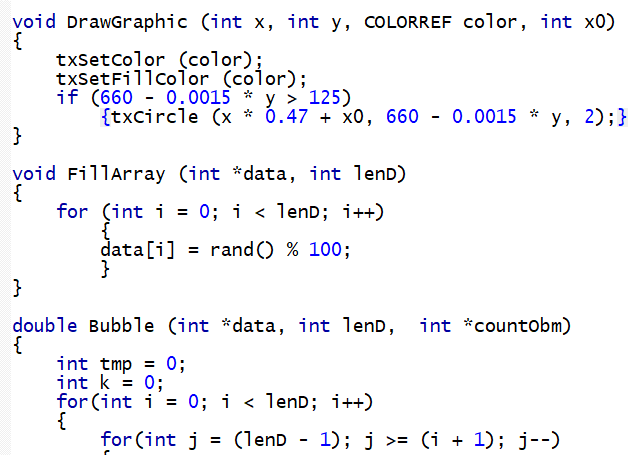 void DrawGraphic (int x, int y, COLORREF color, int x0)
{
    txSetColor (color);
    txSetFillColor (color);
    if (660 - 0.0015 * y > 125)
        {txCircle (x * 0.47 + x0, 660 - 0.0015 * y, 2);}
}

void FillArray (int *data, int lenD)
{
    for (int i = 0; i < lenD; i++)
        {
        data[i] = rand() % 100;
        }
}

double Bubble (int *data, int lenD,  int *countObm)
{
    int tmp = 0;
    int k = 0;
    for(int i = 0; i < lenD; i++)
    {
        for(int j = (lenD - 1); j >= (i + 1); j--)
        {